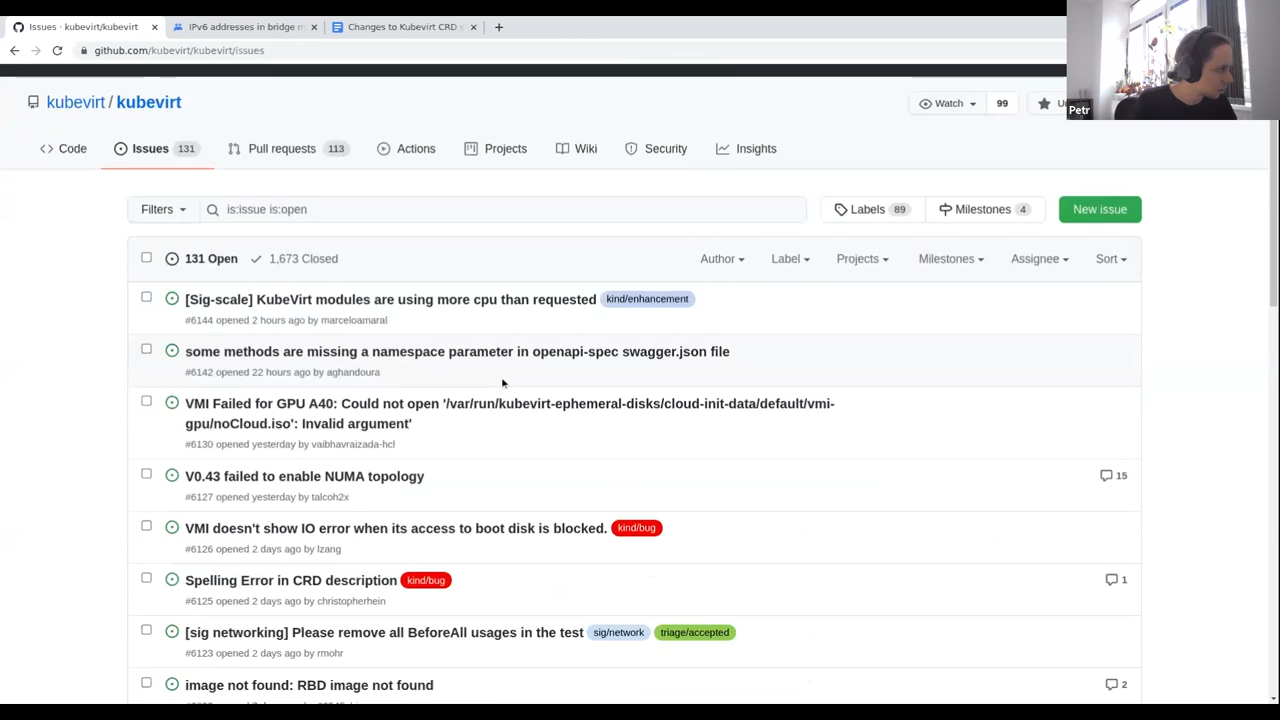 Issues · kubevirt/kubevirt
IPv6 addresses in bridge m
Changes to Kubevirt CRD s
github.com/kubevirt/kubevirt/issues
Petr
kubevirt / kubevirt
Watch 99
Code
Issues 131
Pull requests 113
Actions
Projects
Wiki
Security
Insights
Filters
is:issue is:open
Labels 89
Milestones 4
New issue
131 Open
1,673 Closed
Author
Label
Projects
Milestones
Assignee
Sort
[Sig-scale] KubeVirt modules are using more cpu than requested kind/enhancement
#6144 opened 2 hours ago by marceloamaral
some methods are missing a namespace parameter in openapi-spec swagger.json file
#6142 opened 22 hours ago by aghandoura
VMI Failed for GPU A40: Could not open '/var/run/kubevirt-ephemeral-disks/cloud-init-data/default/vmi-
gpu/noCloud.iso': Invalid argument'
#6130 opened yesterday by vaibhavraizada-hcl
V0.43 failed to enable NUMA topology 15
#6127 opened yesterday by talcoh2x
VMI doesn't show IO error when its access to boot disk is blocked. kind/bug
#6126 opened 2 days ago by lzang
Spelling Error in CRD description kind/bug 1
#6125 opened 2 days ago by christopherhein
[sig networking] Please remove all BeforeAll usages in the test sig/network triage/accepted
#6123 opened 2 days ago by rmohr
image not found: RBD image not found 2